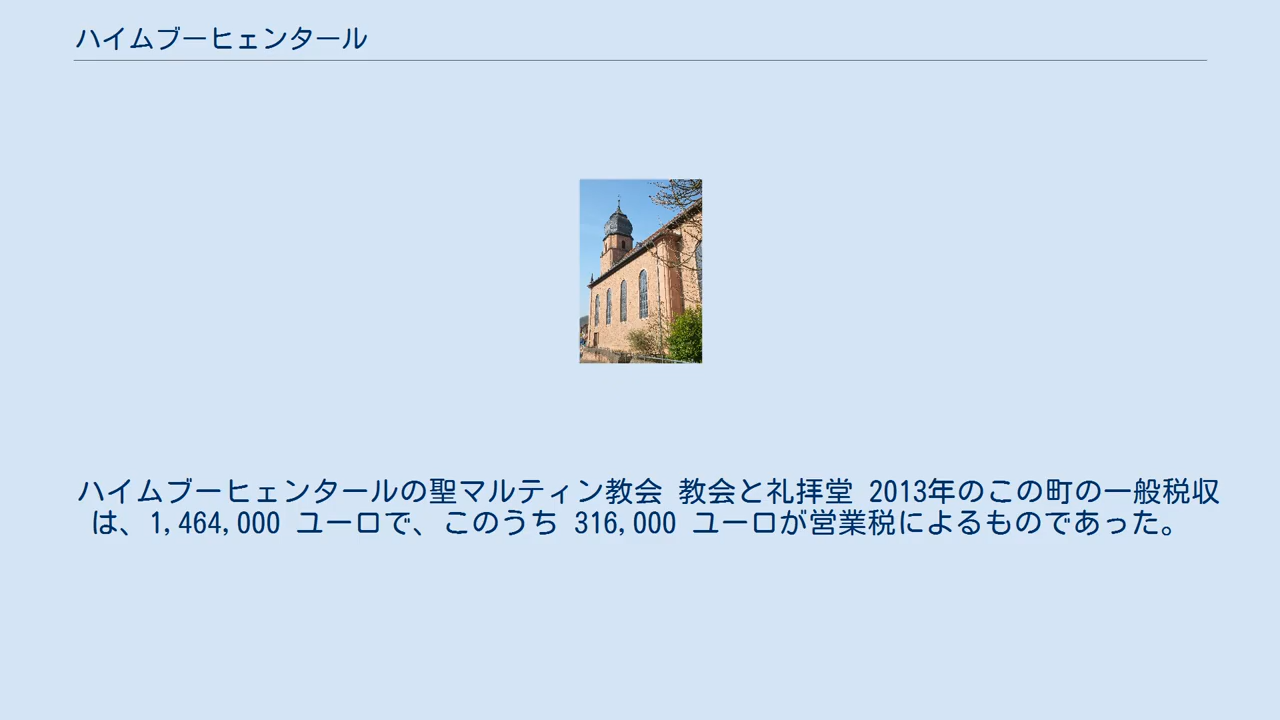 ハイムブーヒェンタール
ハイムブーヒェンタールの聖マルティン教会 教会と礼拝堂 2013年のこの町の一般税収
は、1,464,000 ユーロで、このうち 316,000 ユーロが営業税によるものであった。